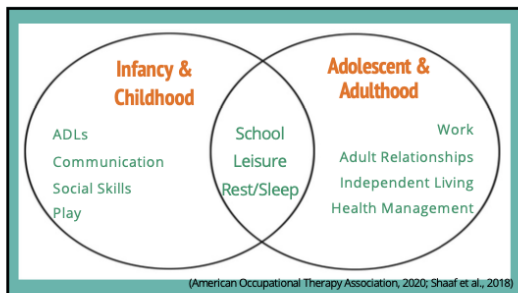 Infancy &
Childhood
ADLs
Communication
Social Skills
Play
School
Leisure
Rest/Sleep
Adolescent &
Adulthood
Work
Adult Relationships
Independent Living
Health Management
(American Occupational Therapy Association, 2020; Shaaf et al., 2018)